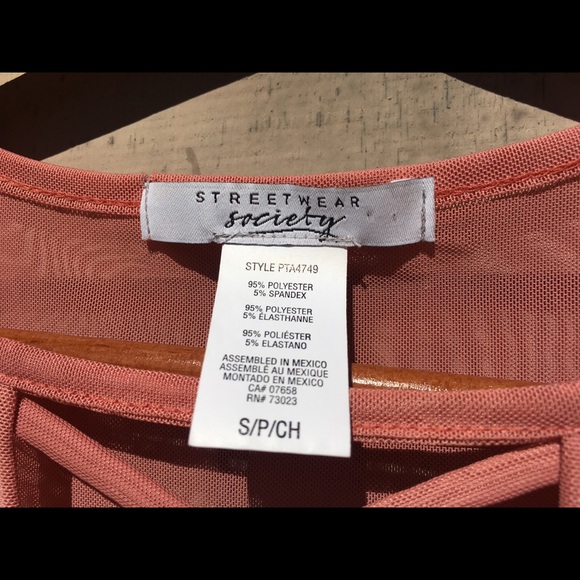 STREETWEAR
society
STYLE PTA4749
95% POLYESTER
5% SPANDEX
95% POLYESTER
5% ÉLASTHANNE
95% POLIÉSTER
5% ELASTANO
ASSEMBLED IN MEXICO
ASSEMBLÉ AU MEXIQUE
MONTADO EN MEXICO
CA# 07658
RN# 73023
S/P/CH